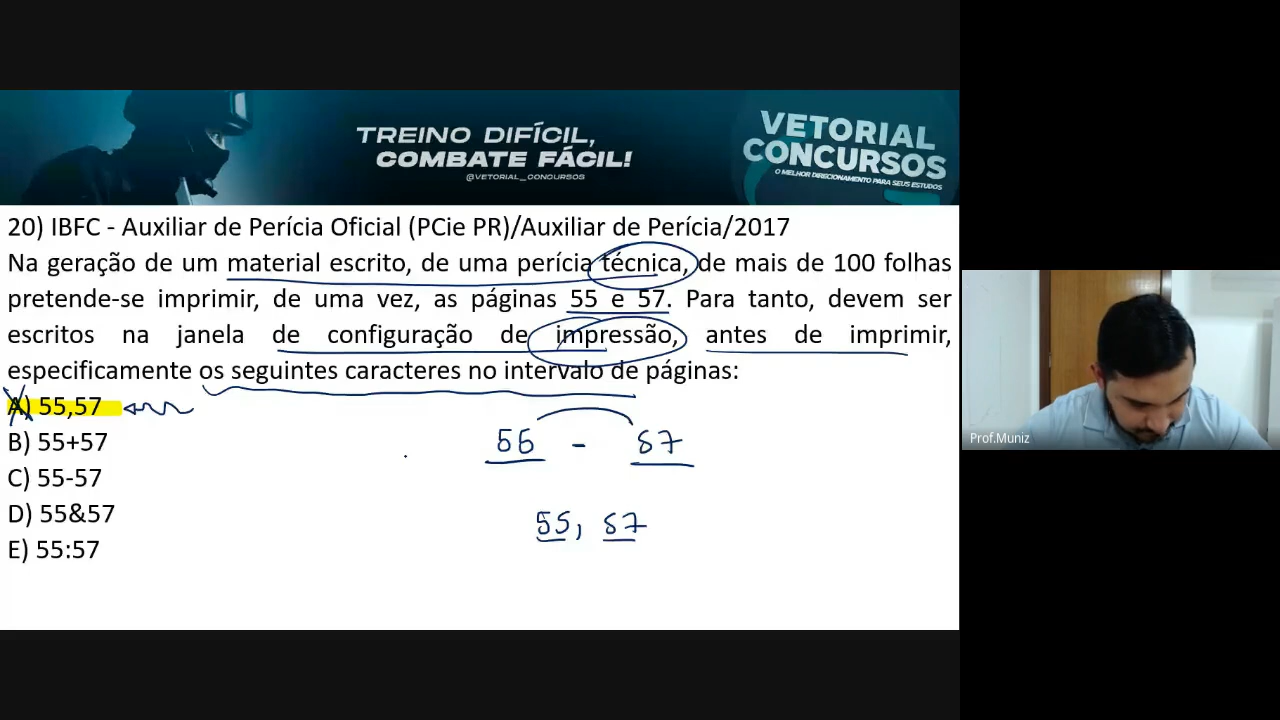 TREINO DIFÍCIL,
COMBATE FÁCIL!
@VETORIAL_CONCURSOS
VETORIAL
CONCURSOS
O MELHOR DIRECIONAMENTO PARA SEUS ESTUDOS
20) IBFC - Auxiliar de Perícia Oficial (PCie PR)/Auxiliar de Perícia/2017
Na geração de um material escrito, de uma perícia técnica, de mais de 100 folhas
pretende-se imprimir, de uma vez, as páginas 55 e 57. Para tanto, devem ser
escritos na janela de configuração de impressão, antes de imprimir,
especificamente os seguintes caracteres no intervalo de páginas:
A) 55,57
B) 55+57
C) 55-57
D) 55&57
E) 55:57
55 - 57
55, 57
Prof.Muniz